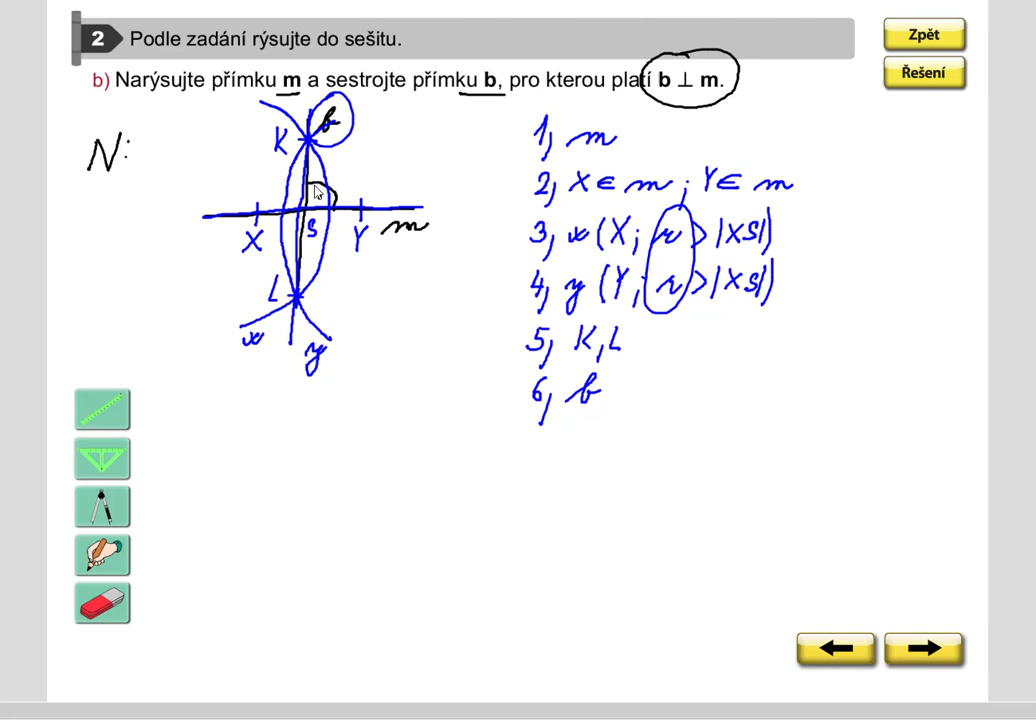 2 Podle zadání rýsujte do sešitu.
Zpět
Řešení
b) Narýsujte přímku m a sestrojte přímku b, pro kterou platí b ⊥ m.
N:
K
b
X
S
Y
m
L
x
y
1, m
2, X ∈ m ; Y ∈ m
3, x (X; r > |XS|)
4, y (Y; r > |XS|)
5, K, L
6, b